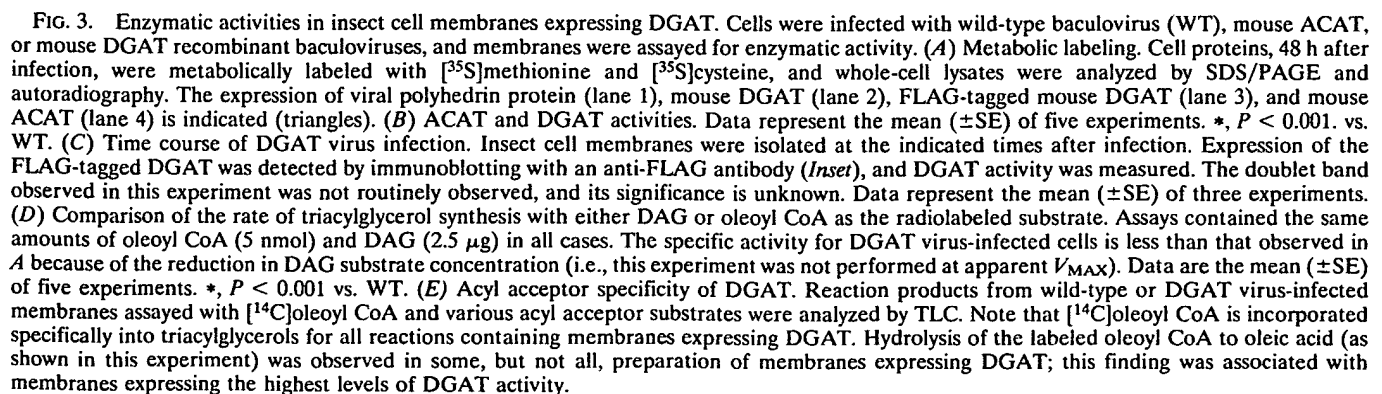 FIG. 3. Enzymatic activities in insect cell membranes expressing DGAT. Cells were infected with wild-type baculovirus (WT), mouse ACAT,
or mouse DGAT recombinant baculoviruses, and membranes were assayed for enzymatic activity. (A) Metabolic labeling. Cell proteins, 48 h after
infection, were metabolically labeled with [³⁵S]methionine and [³⁵S]cysteine, and whole-cell lysates were analyzed by SDS/PAGE and
autoradiography. The expression of viral polyhedrin protein (lane 1), mouse DGAT (lane 2), FLAG-tagged mouse DGAT (lane 3), and mouse
ACAT (lane 4) is indicated (triangles). (B) ACAT and DGAT activities. Data represent the mean (±SE) of five experiments. *, P < 0.001. vs.
WT. (C) Time course of DGAT virus infection. Insect cell membranes were isolated at the indicated times after infection. Expression of the
FLAG-tagged DGAT was detected by immunoblotting with an anti-FLAG antibody (Inset), and DGAT activity was measured. The doublet band
observed in this experiment was not routinely observed, and its significance is unknown. Data represent the mean (±SE) of three experiments.
(D) Comparison of the rate of triacylglycerol synthesis with either DAG or oleoyl CoA as the radiolabeled substrate. Assays contained the same
amounts of oleoyl CoA (5 nmol) and DAG (2.5 μg) in all cases. The specific activity for DGAT virus-infected cells is less than that observed in
A because of the reduction in DAG substrate concentration (i.e., this experiment was not performed at apparent VMAX). Data are the mean (±SE)
of five experiments. *, P < 0.001 vs. WT. (E) Acyl acceptor specificity of DGAT. Reaction products from wild-type or DGAT virus-infected
membranes assayed with [¹⁴C]oleoyl CoA and various acyl acceptor substrates were analyzed by TLC. Note that [¹⁴C]oleoyl CoA is incorporated
specifically into triacylglycerols for all reactions containing membranes expressing DGAT. Hydrolysis of the labeled oleoyl CoA to oleic acid (as
shown in this experiment) was observed in some, but not all, preparation of membranes expressing DGAT; this finding was associated with
membranes expressing the highest levels of DGAT activity.